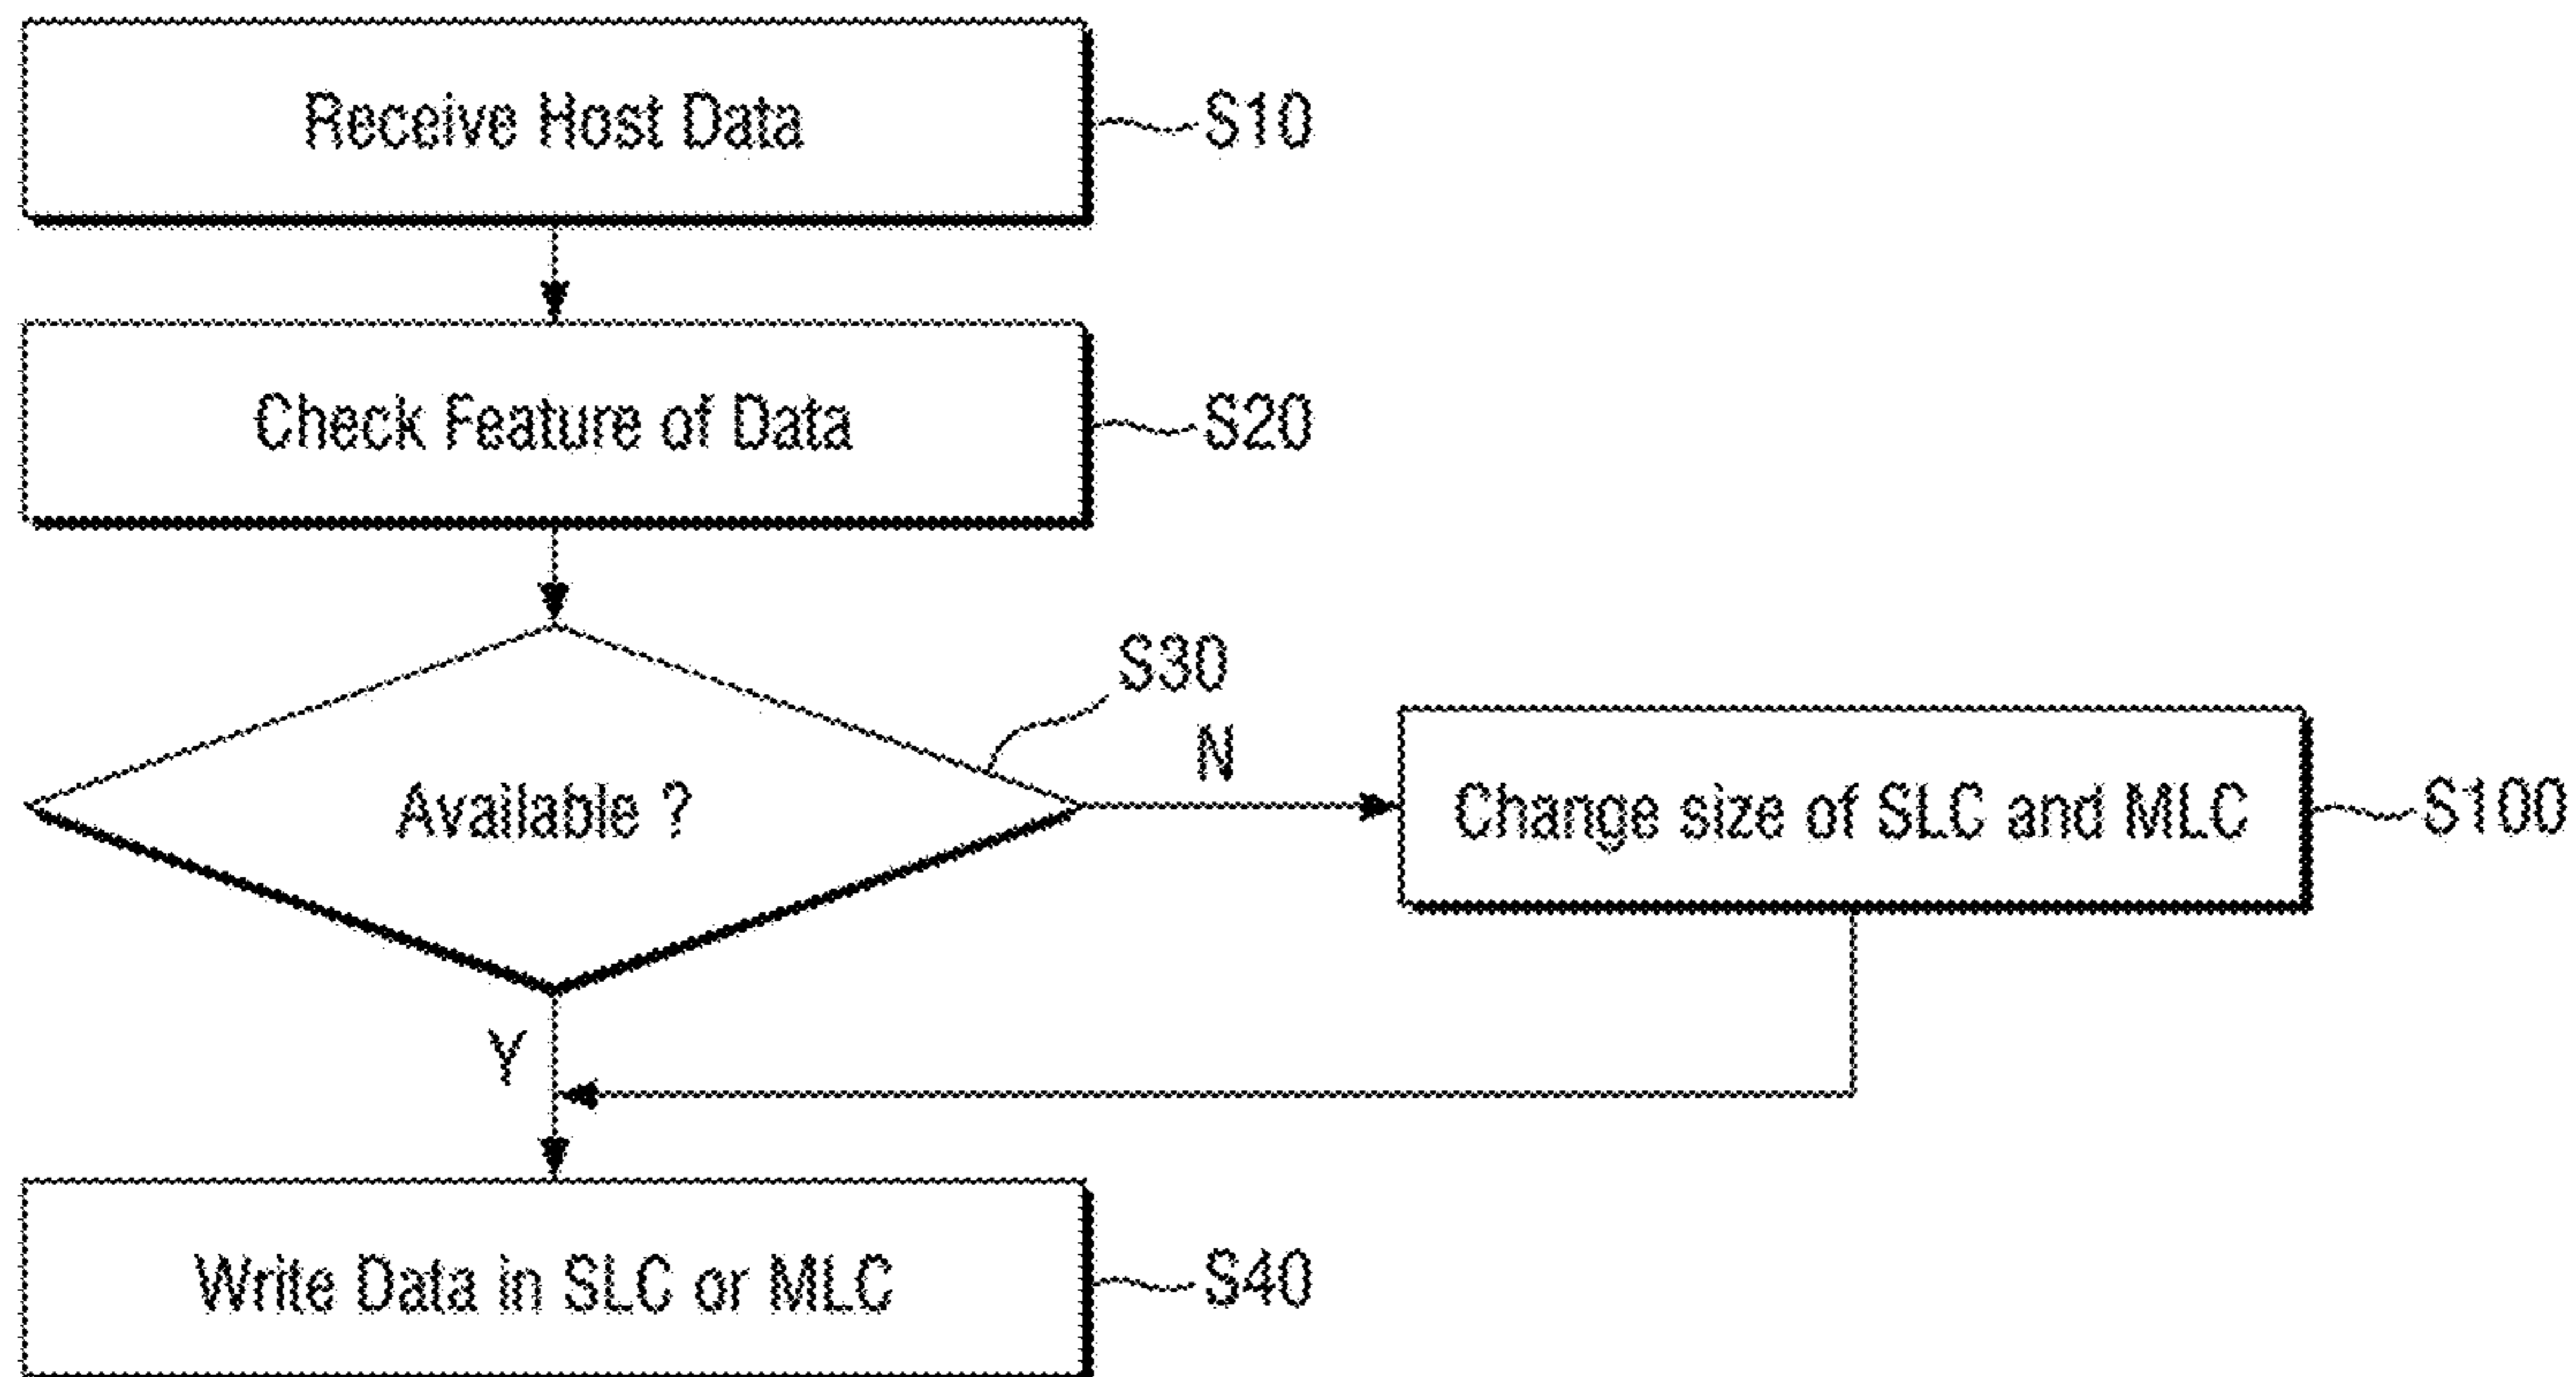 Receive Host Data
S10
Check Feature of Data
S20
S30
N
Available ?
Change size of SLC and MLC
S100
Y
Write Data in SLC or MLC
S40